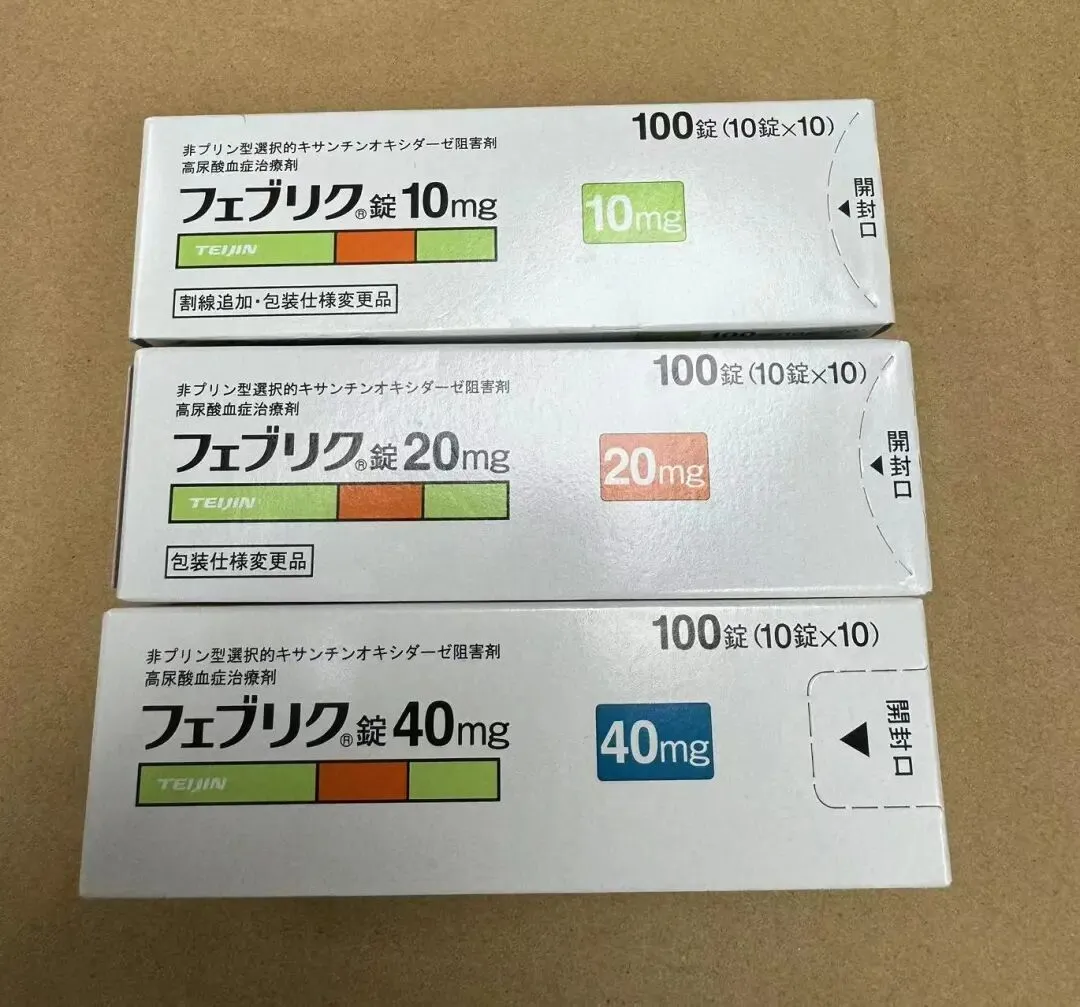 100錠(10錠×10)
非プリン型選択的キサンチンオキシダーゼ阻害剤
高尿酸血症治療剤
フェブリク®錠10mg
10mg
開封口
TEIJIN
割線追加・包装仕様変更品
100錠(10錠×10)
非プリン型選択的キサンチンオキシダーゼ阻害剤
高尿酸血症治療剤
フェブリク®錠20mg
20mg
開封口
TEIJIN
包装仕様変更品
100錠(10錠×10)
非プリン型選択的キサンチンオキシダーゼ阻害剤
高尿酸血症治療剤
フェブリク®錠40mg
40mg
開封口
TEIJIN